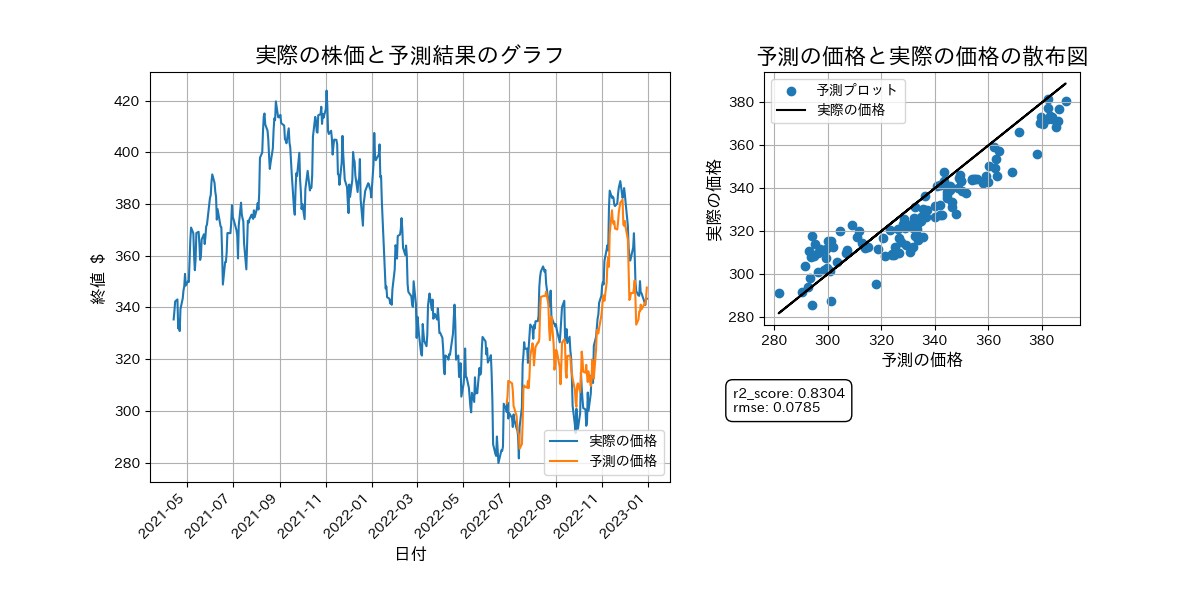 実際の株価と予測結果のグラフ
終値 $
420
400
380
360
340
320
300
280
2021-05
2021-07
2021-09
2021-11
2022-01
2022-03
2022-05
2022-07
2022-09
2022-11
2023-01
日付
実際の価格
予測の価格
予測の価格と実際の価格の散布図
実際の価格
380
360
340
320
300
280
280
300
320
340
360
380
予測の価格
予測プロット
実際の価格
r2_score: 0.8304
rmse: 0.0785